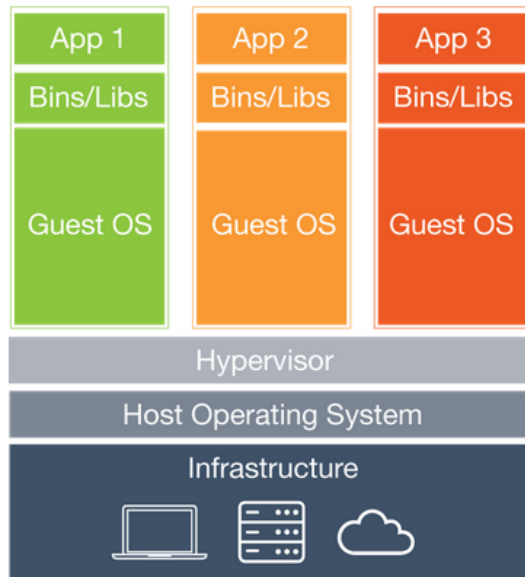 App 1
App 2
App 3
Bins/Libs
Bins/Libs
Bins/Libs
Guest OS
Guest OS
Guest OS
Hypervisor
Host Operating System
Infrastructure